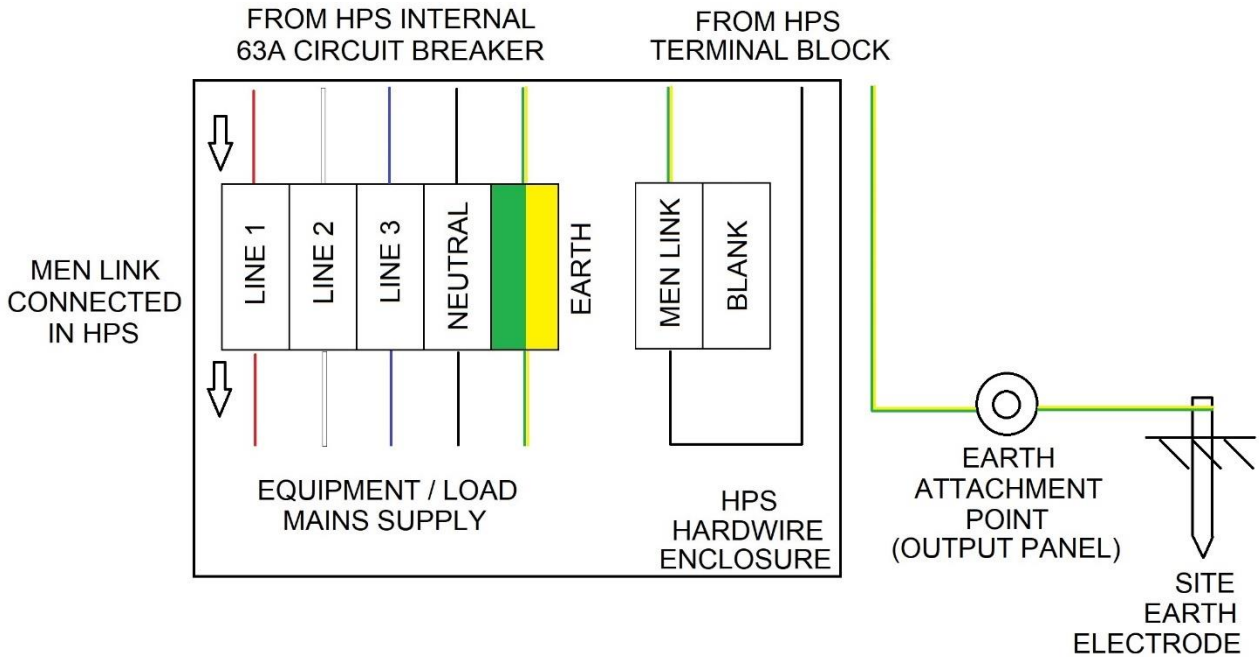 FROM HPS INTERNAL
63A CIRCUIT BREAKER
FROM HPS
TERMINAL BLOCK
MEN LINK
CONNECTED
IN HPS
LINE 1
LINE 2
LINE 3
NEUTRAL
EARTH
MEN LINK
BLANK
EQUIPMENT / LOAD
MAINS SUPPLY
HPS
HARDWIRE
ENCLOSURE
EARTH
ATTACHMENT
POINT
(OUTPUT PANEL)
SITE
EARTH
ELECTRODE